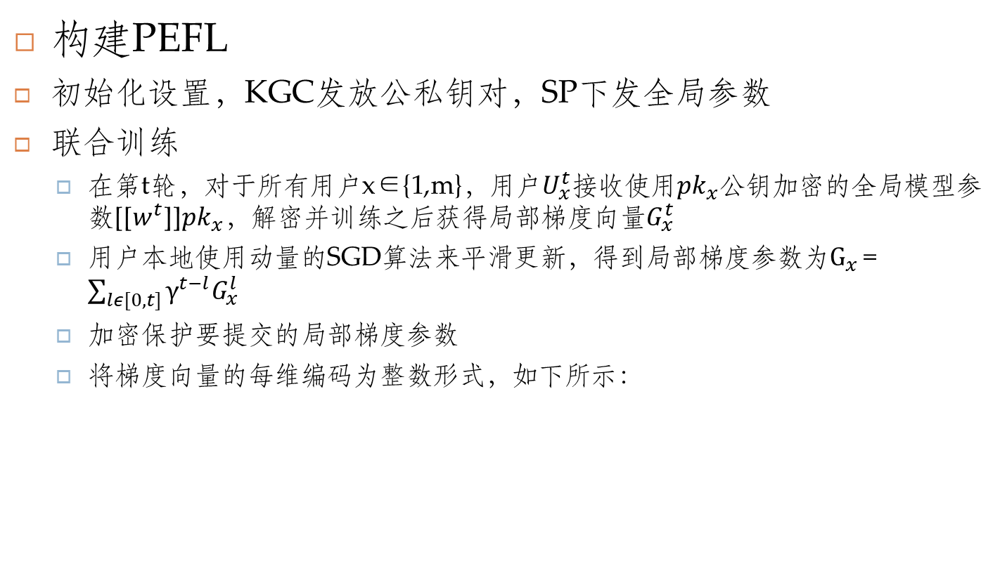 构建PEFL
初始化设置，KGC发放公私钥对，SP下发全局参数
联合训练
在第t轮，对于所有用户x∈{1,m}，用户$U_x^t$接收使用$pk_x$公钥加密的全局模型参
数[[$w^t$]]$pk_x$，解密并训练之后获得局部梯度向量$G_x^t$
用户本地使用动量的SGD算法来平滑更新，得到局部梯度参数为$G_x$ =
$\sum_{l\epsilon[0,t]} γ^{t-l} G_x^l$
加密保护要提交的局部梯度参数
将梯度向量的每维编码为整数形式，如下所示：